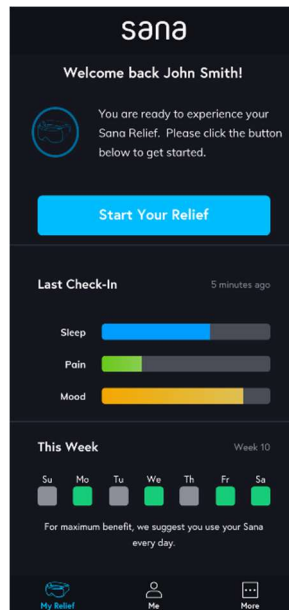 sana
Welcome back John Smith!
You are ready to experience your
Sana Relief. Please click the button
below to get started.
Start Your Relief
Last Check-In 5 minutes ago
Sleep
Pain
Mood
This Week Week 10
Su Mo Tu We Th Fr Sa
For maximum benefit, we suggest you use your Sana
every day.
My Relief Me More